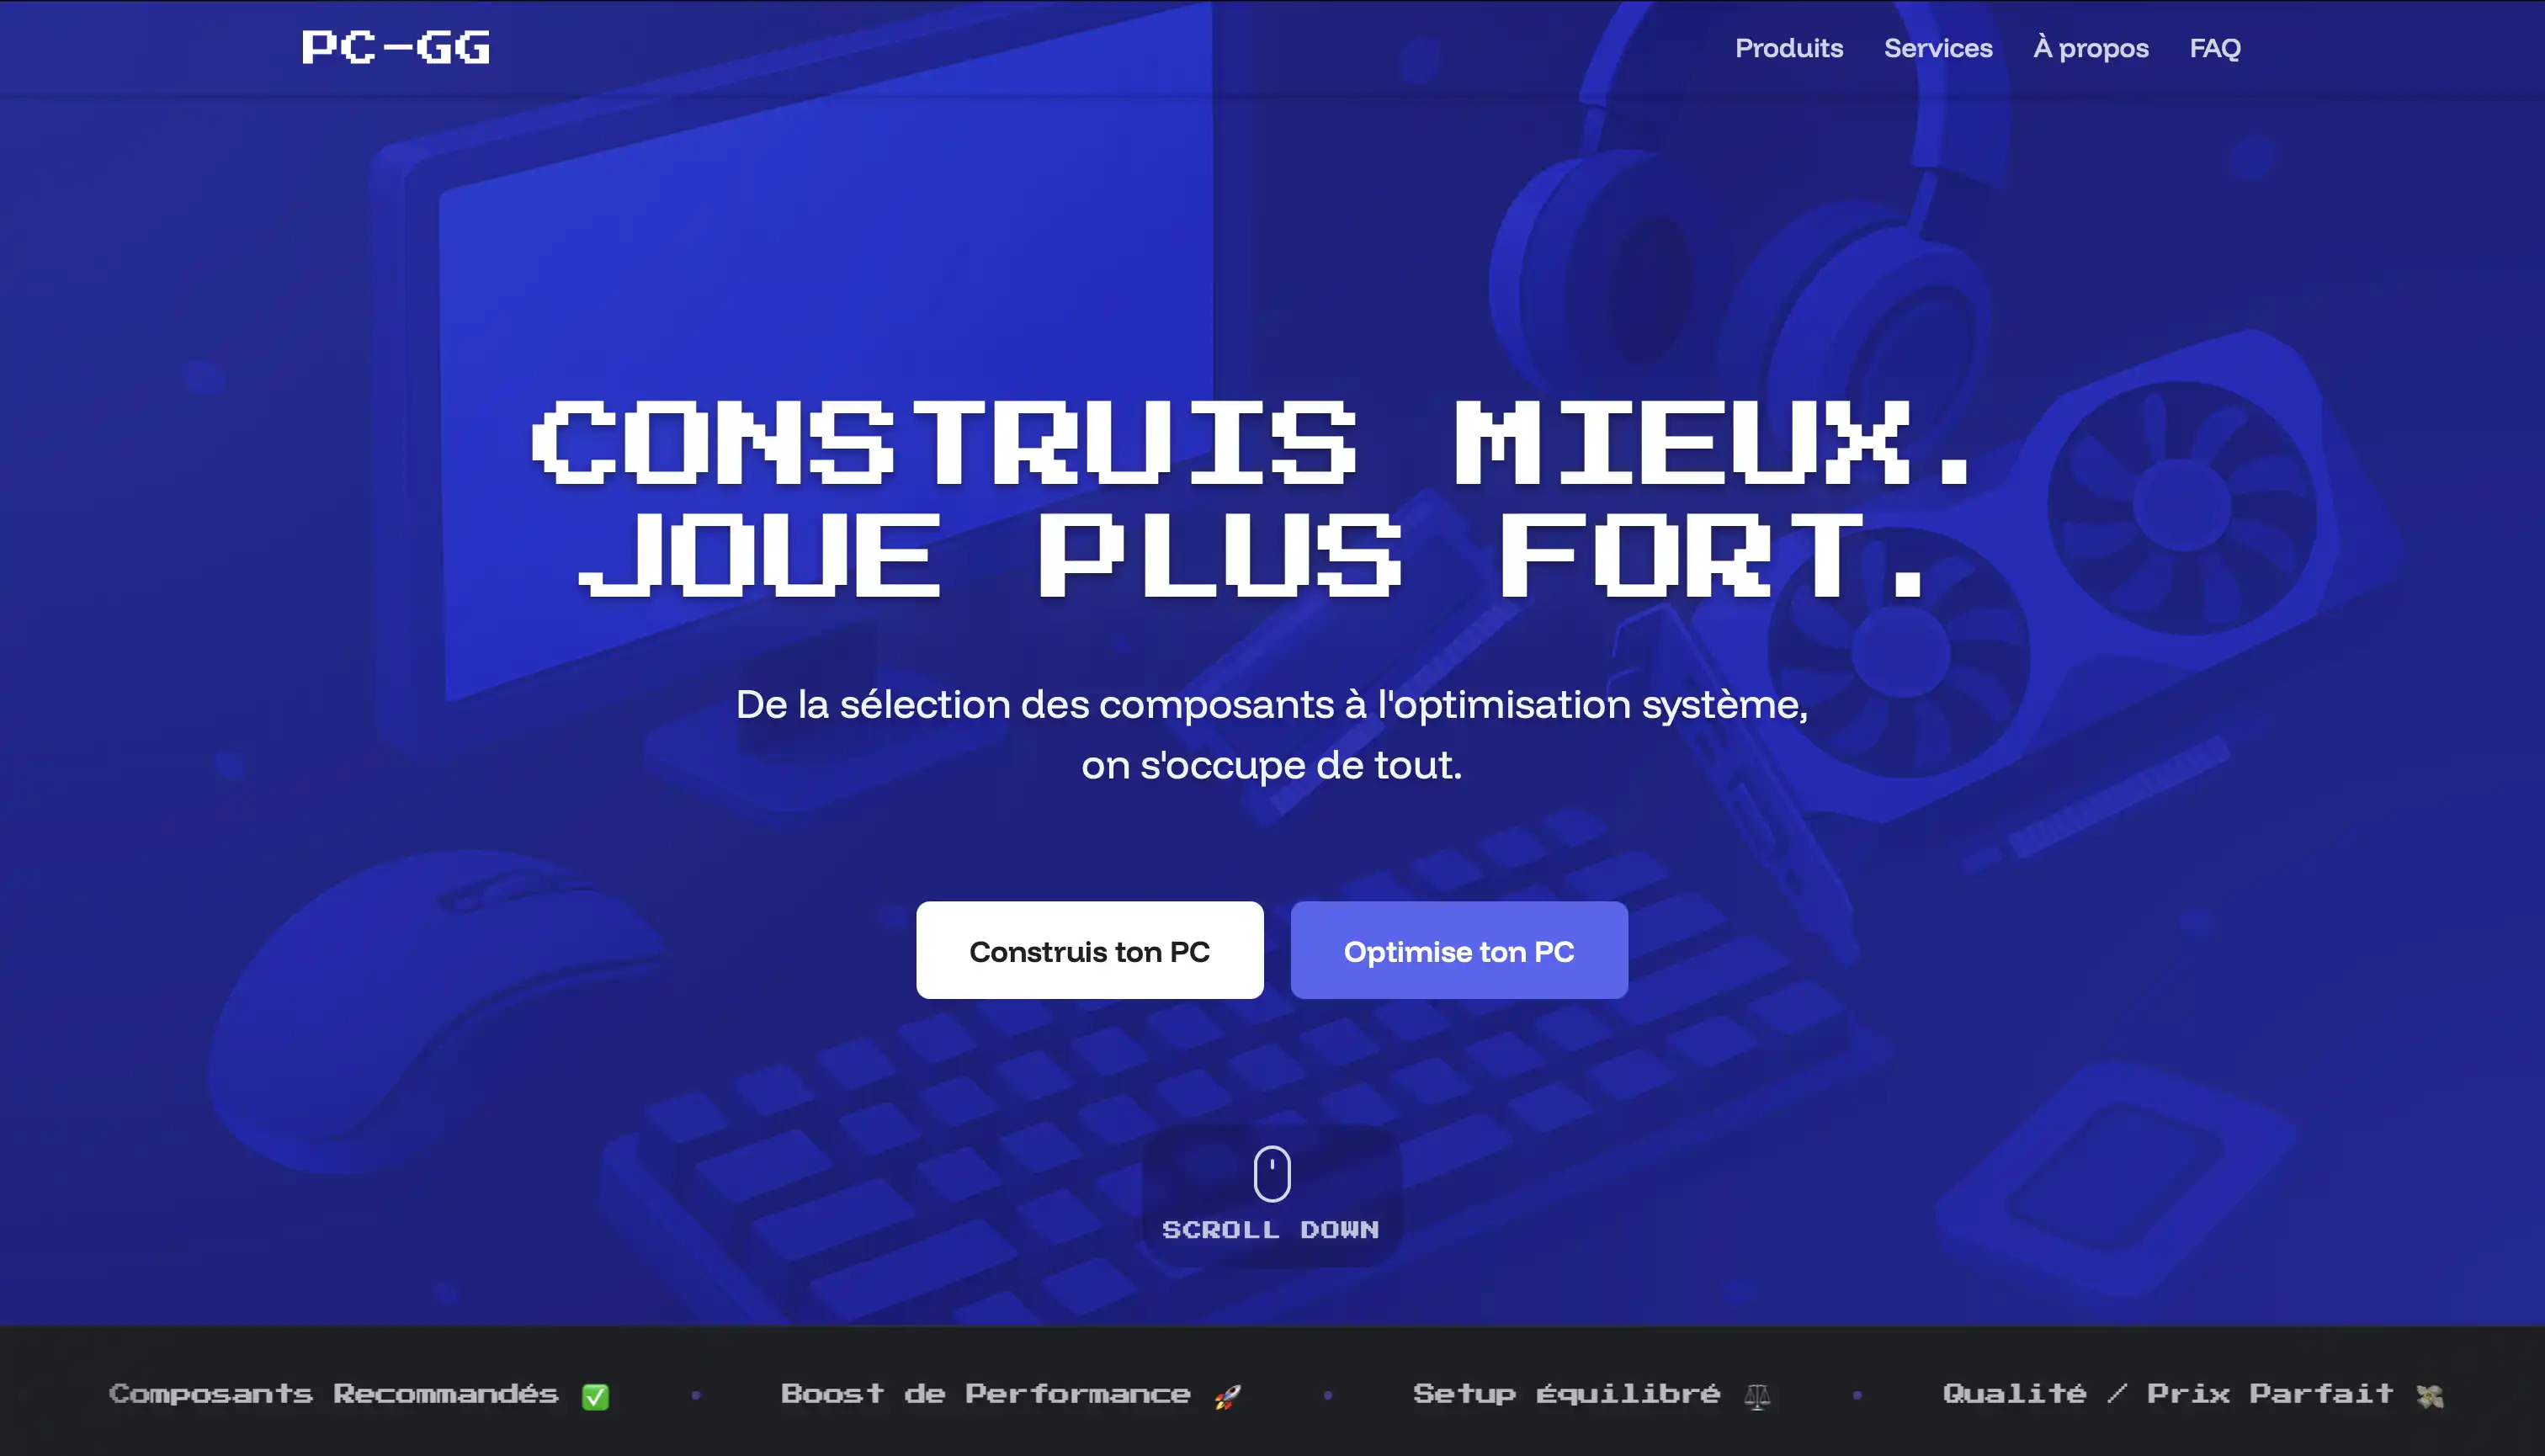 PC-GG
Produits Services À propos FAQ
CONSTRUIS MIEUX.
JOUE PLUS FORT.
De la sélection des composants à l'optimisation système,
on s'occupe de tout.
Construis ton PC
Optimise ton PC
SCROLL DOWN
Composants Recommandés ✅ • Boost de Performance 🚀 • Setup Équilibré ⚖️ • Qualité / Prix Parfait 💸